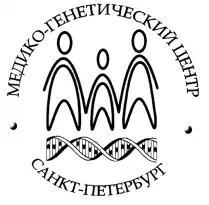 МЕДИКО-ГЕНЕТИЧЕСКИЙ ЦЕНТР
САНКТ-ПЕТЕРБУРГ